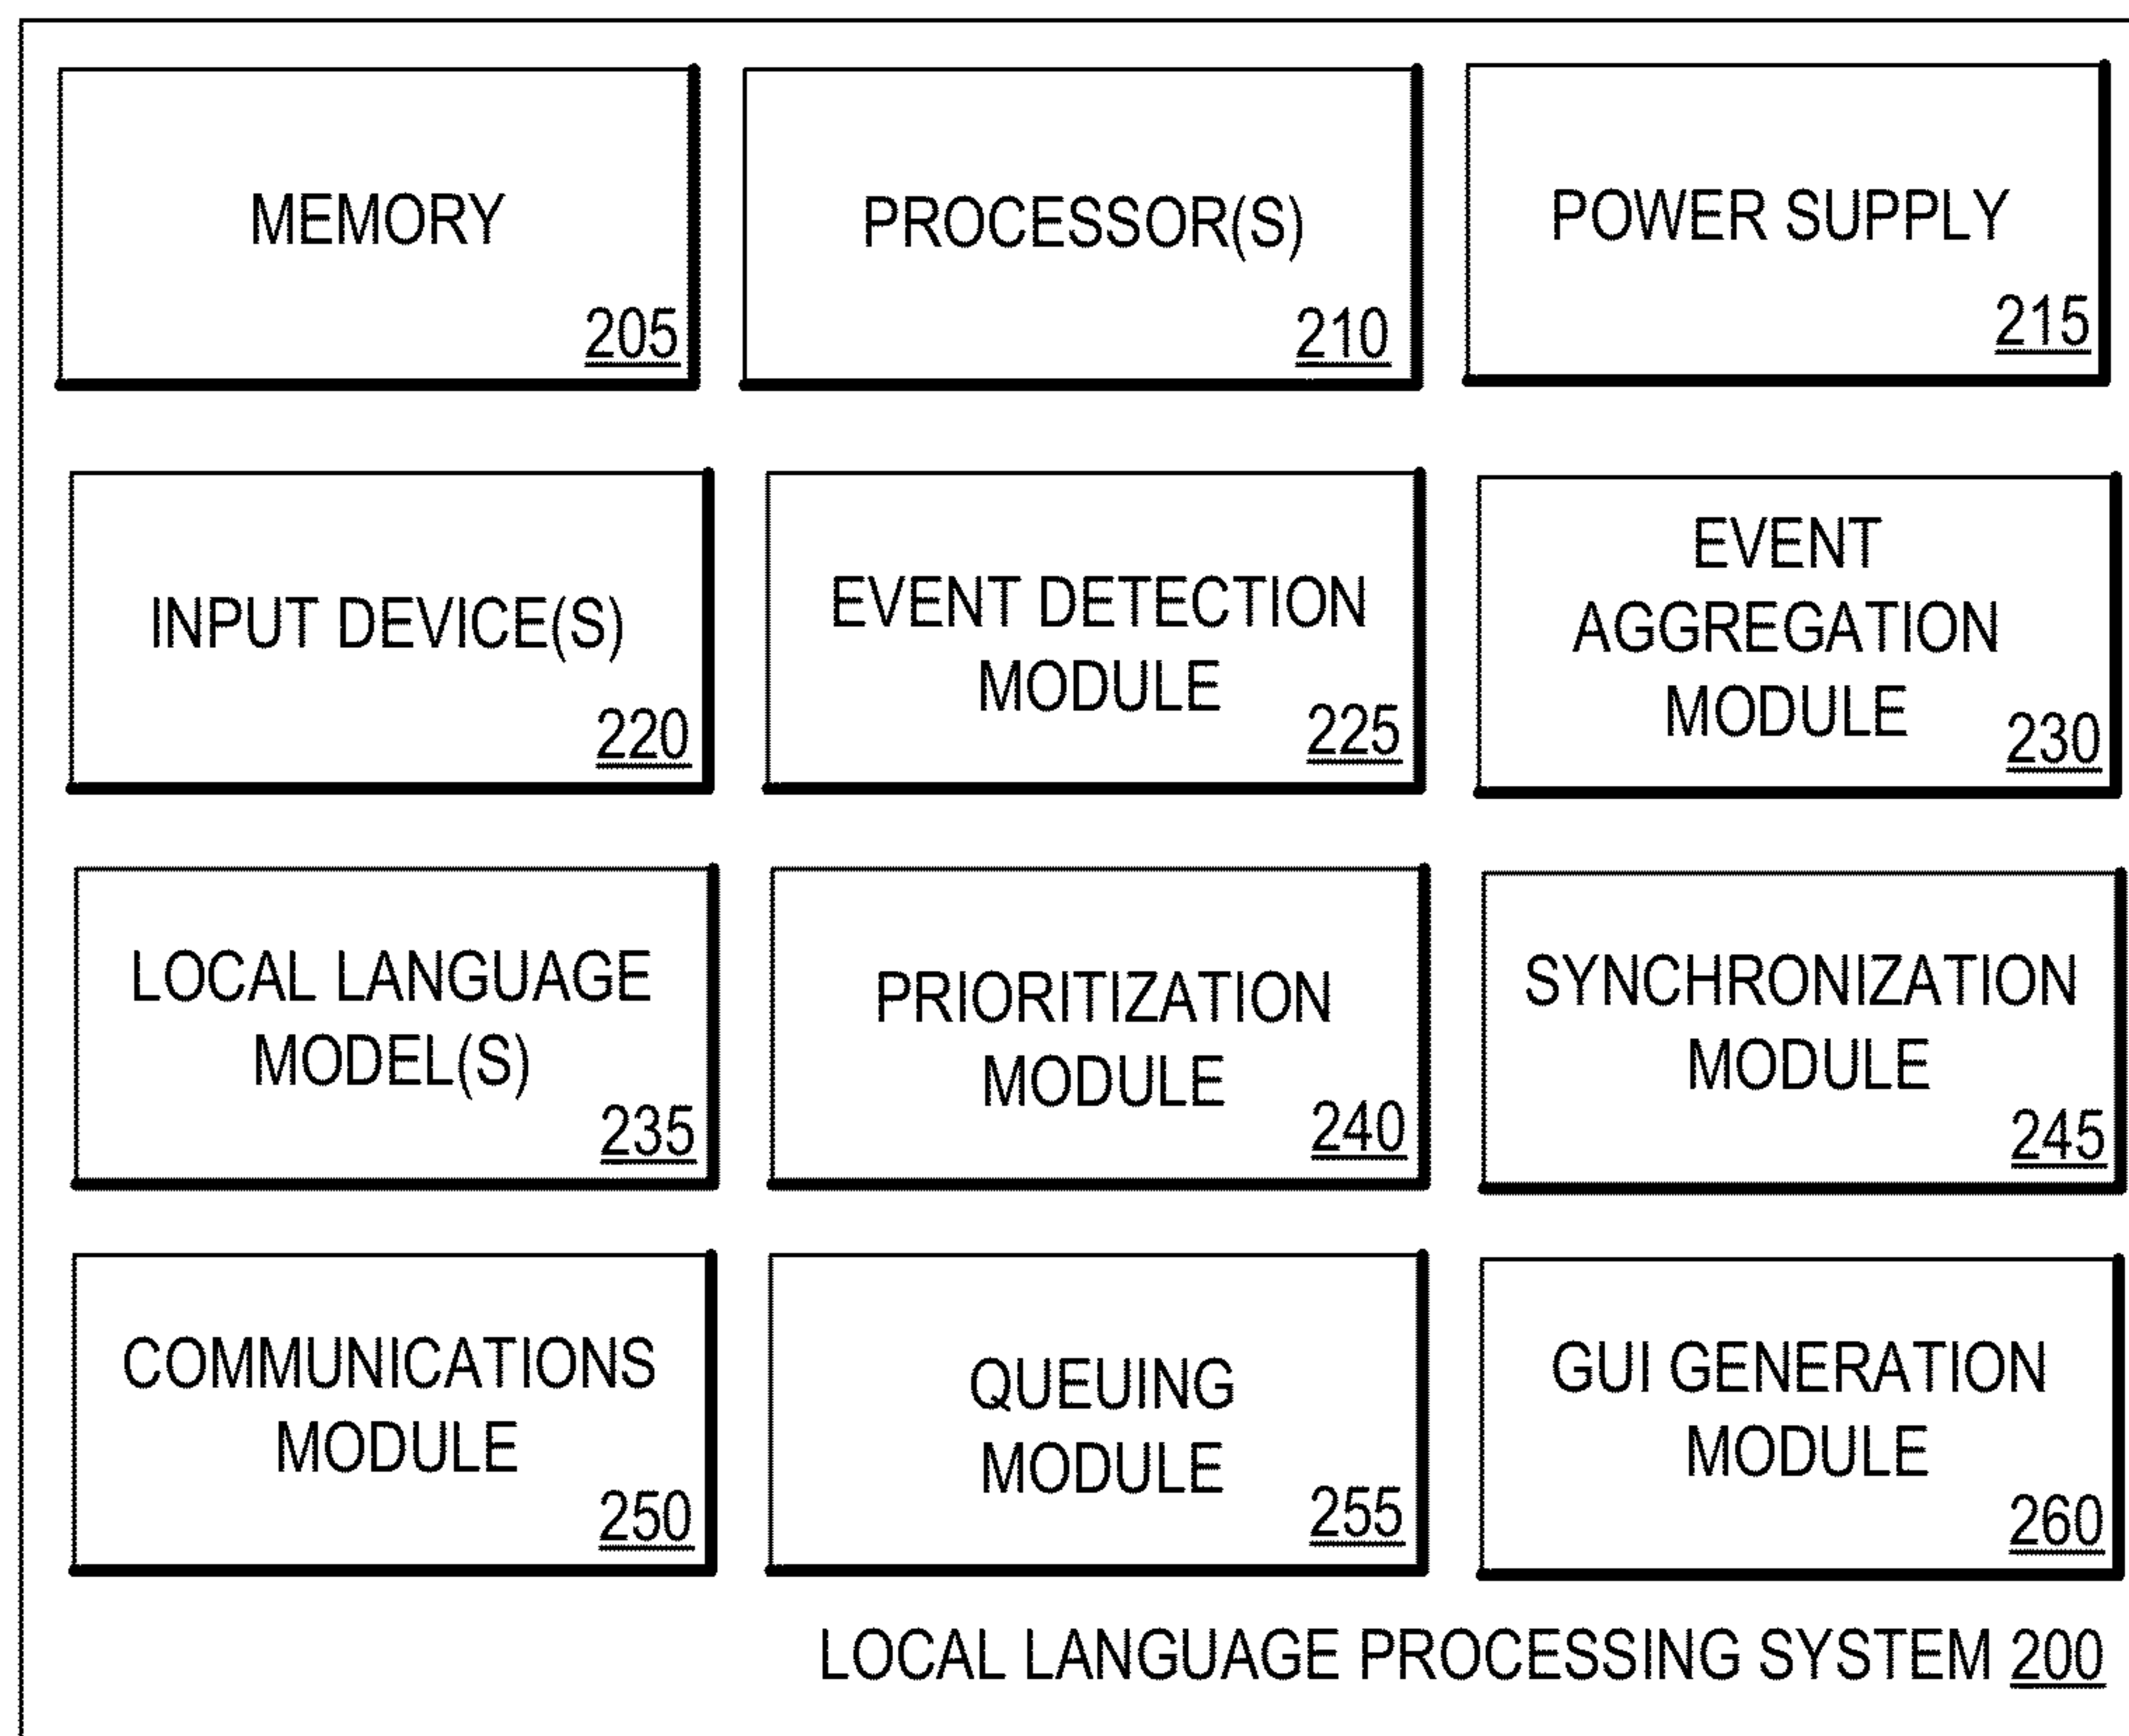 MEMORY
205
PROCESSOR(S)
210
POWER SUPPLY
215
INPUT DEVICE(S)
220
EVENT DETECTION
MODULE
225
EVENT
AGGREGATION
MODULE
230
LOCAL LANGUAGE
MODEL(S)
235
PRIORITIZATION
MODULE
240
SYNCHRONIZATION
MODULE
245
COMMUNICATIONS
MODULE
250
QUEUING
MODULE
255
GUI GENERATION
MODULE
260
LOCAL LANGUAGE PROCESSING SYSTEM 200